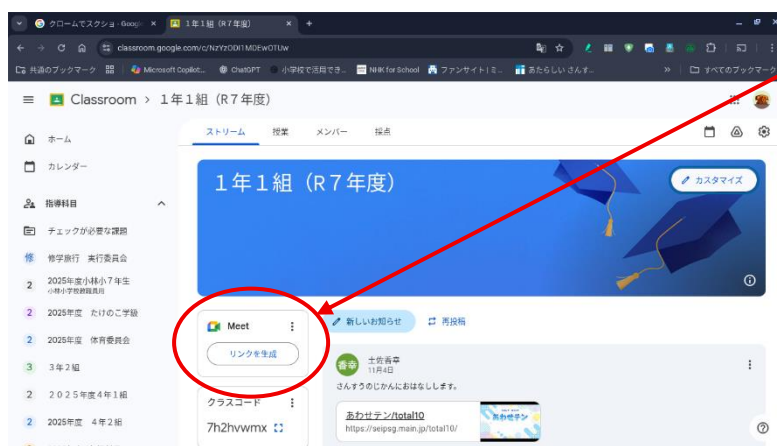 クロームでスクショ - Googl
1年1組 (R7年度)
classroom.google.com/c/NzYzODI1MDEwOTUw
共通のブックマーク
Microsoft Copilot:...
ChatGPT
小学校で活用でき...
NHK for School
ファンサイト | ミ...
あたらしい さんす...
すべてのブックマーク
Classroom > 1年1組 (R7年度)
ホーム
カレンダー
指導科目
チェックが必要な課題
修 修学旅行 実行委員会
2 2025年度小林小7年生
小林小学校教職員用
2 2025年度 たけのこ学級
2 2025年度 体育委員会
3 3年2組
2 2025年度4年1組
2 2025年度 4年2組
ストリーム 授業 メンバー 採点
1年1組 (R7年度)
カスタマイズ
Meet
リンクを生成
クラスコード
7h2hvwmx
新しいお知らせ 再投稿
香幸 土佐香幸
11月4日
さんすうのじかんにおはなしします。
あわせテン/total10
https://seipsg.main.jp/total10/
あわせテン